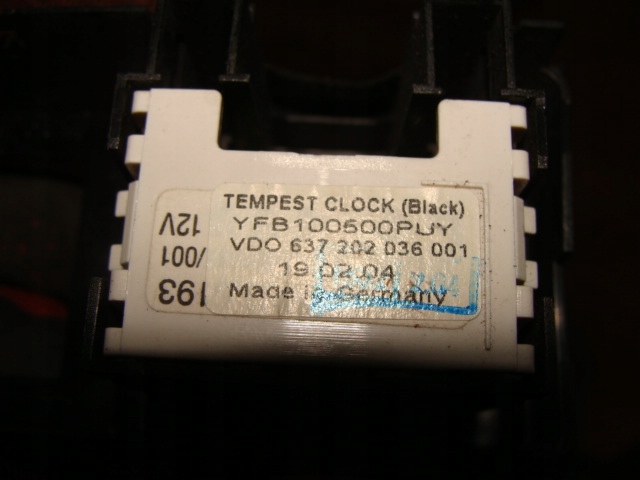 TEMPEST CLOCK (Black)
YFB100500PUY
VDO 637 202 036 001
19.02.04
Made in Germany
12V
/001
193